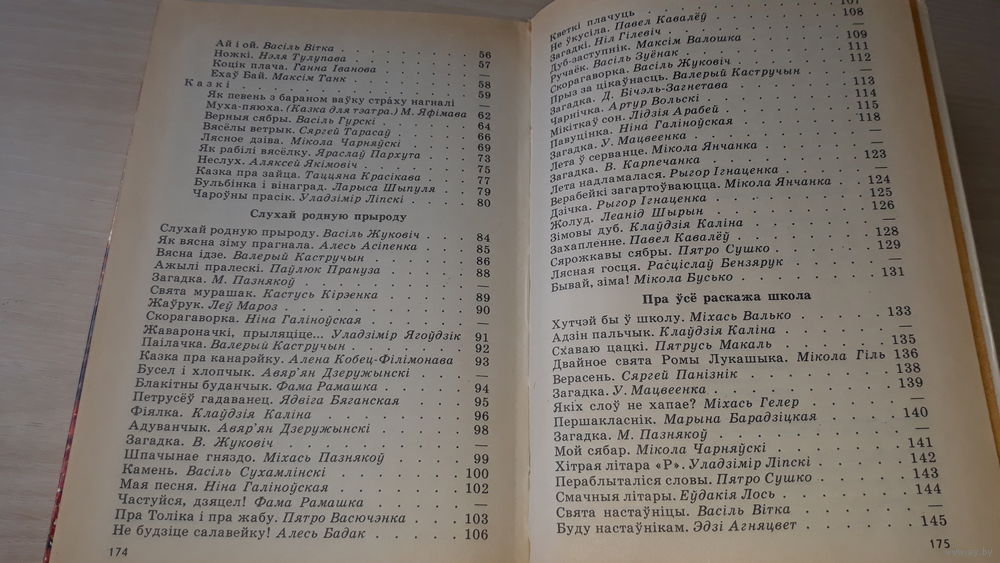 Ай і ой. Васіль Вітка . . . . . . . . 56
Ножкі. Нэля Тулупава . . . . . . . . 57
Коцік плача. Ганна Іванова . . . . . . . —
Ехаў Бай. Максім Танк . . . . . . . . 58
Казкі . . . . . . . . 59
Як певень з бараном ваўку страху нагналі —
Муха-пяюха. (Казка для тэатра.) М. Яфімава 62
Верныя сябры. Васіль Гурскі . . . . . . 64
Вясёлы ветрык. Сяргей Тарасаў . . . . . . 66
Лясное дзіва. Мікола Чарняўскі . . . . . . 69
Як рабілі вясёлку. Яраслаў Пархута . . . . . 73
Неслух. Аляксей Якімовіч . . . . . . . 75
Казка пра зайца. Таццяна Красікава . . . . . 77
Бульбінка і вінаград. Ларыса Шыпуля . . . . 79
Чароўны прасік. Уладзімір Ліпскі . . . . . 80
Слухай родную прыроду
Слухай родную прыроду. Васіль Жуковіч . . . 84
Як вясна зіму прагнала. Алесь Асіпенка . . . . 85
Вясна ідзе. Валерый Кастручын . . . . . . 86
Ажылі пралескі. Паўлюк Прануза . . . . . 88
Загадка. М. Пазнякоў . . . . . . . . —
Свята мурашак. Кастусь Кірэенка . . . . . 89
Жаўрук. Леў Мароз . . . . . . . . . 90
Скорагаворка. Ніна Галіноўская . . . . . . —
Жавараначкі, прыляціце... Уладзімір Ягоўдзік 91
Паілачка. Валерый Кастручын . . . . . . 92
Казка пра канарэйку. Алена Кобец-Філімонава 93
Бусел і хлопчык. Авяр'ян Дзеружынскі . . . . —
Блакітны буданчык. Фама Рамашка . . . . . 94
Петрусёў гадаванец. Ядвіга Бяганская . . . . 95
Фіялка. Клаўдзія Каліна . . . . . . . 96
Адуванчык. Авяр'ян Дзеружынскі . . . . . 98
Загадка. В. Жуковіч . . . . . . . . . —
Шпачынае гняздо. Міхась Пазнякоў . . . . . 99
Камень. Васіль Сухамлінскі . . . . . . . 100
Мая песня. Ніна Галіноўская . . . . . . . 102
Частуйся, дзяцел! Фама Рамашка . . . . . . —
Пра Толіка і пра жабу. Пятро Васючэнка . . . 103
Не будзіце салавейку! Алесь Бадак . . . . . 106
174
Кветкі плачуць . . . . . . 107
Не ўкусіла. Павел Кавалёў . . . . . . 108
Загадкі. Ніл Гілевіч . . . . . . . . —
Дуб-заступнік. Максім Валошка . . . . . 109
Ручаёк. Васіль Зуёнак . . . . . . . . 111
Скорагаворка. Васіль Жуковіч . . . . . . 112
Прыз за цікаўнасць. Валерый Кастручын . . . —
Загадка. Д. Бічэль-Загнетава . . . . . . 113
Чарнічка. Артур Вольскі . . . . . . . 114
Мікіткаў сон. Лідзія Арабей . . . . . . 115
Павуцінка. Ніна Галіноўская . . . . . . 118
Загадка. У. Мацвеенка . . . . . . . . —
Лета ў серванце. Мікола Янчанка . . . . . —
Загадка. В. Карпечанка . . . . . . . 123
Лета надламалася. Рыгор Ігнаценка . . . . . —
Верабейкі загартоўваюцца. Мікола Янчанка . . 124
Дзічка. Рыгор Ігнаценка . . . . . . . 125
Жолуд. Леанід Шырын . . . . . . . . 126
Зімовы дуб. Клаўдзія Каліна . . . . . . —
Захапленне. Павел Кавалёў . . . . . . 128
Сярожкавы сябры. Пятро Сушко . . . . . 129
Лясная госця. Расціслаў Бензярук . . . . . —
Бывай, зіма! Мікола Бусько . . . . . . . 131
Пра ўсё раскажа школа
Хутчэй бы ў школу. Міхась Валько . . . . . 133
Адзін пальчык. Клаўдзія Каліна . . . . . . —
Схаваю цацкі. Пятрусь Макаль . . . . . . 135
Двайное свята Ромы Лукашыка. Мікола Гіль 136
Верасень. Сяргей Панізнік . . . . . . . 138
Загадка. У. Мацвеенка . . . . . . . . 139
Якіх слоў не хапае? Міхась Гелер . . . . . —
Першакласнік. Марына Барадзіцкая . . . . 140
Загадка. М. Пазнякоў . . . . . . . . —
Мой сябар. Мікола Чарняўскі . . . . . . 141
Хітрая літара «Р». Уладзімір Ліпскі . . . . . 142
Пераблыталіся словы. Пятро Сушко . . . . . 143
Смачныя літары. Еўдакія Лось . . . . . . 144
Свята настаўніцы. Васіль Вітка . . . . . . —
Буду настаўнікам. Эдзі Агняцвет . . . . . . 145
175